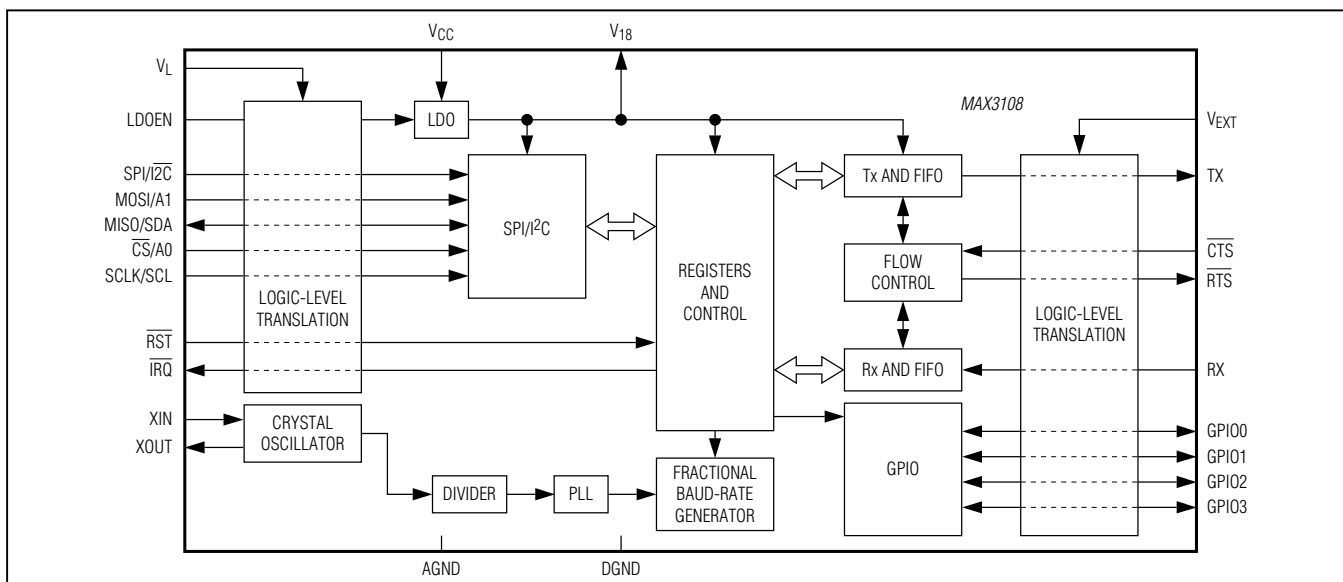 VCC
V18
VL
LDOEN
SPI/I2C
MOSI/A1
MISO/SDA
CS/A0
SCLK/SCL
RST
IRQ
XIN
XOUT
LOGIC-LEVEL
TRANSLATION
CRYSTAL
OSCILLATOR
LDO
SPI/I²C
DIVIDER
PLL
REGISTERS
AND
CONTROL
FRACTIONAL
BAUD-RATE
GENERATOR
MAX3108
Tx AND FIFO
FLOW
CONTROL
Rx AND FIFO
GPIO
LOGIC-LEVEL
TRANSLATION
VEXT
TX
CTS
RTS
RX
GPIO0
GPIO1
GPIO2
GPIO3
AGND
DGND